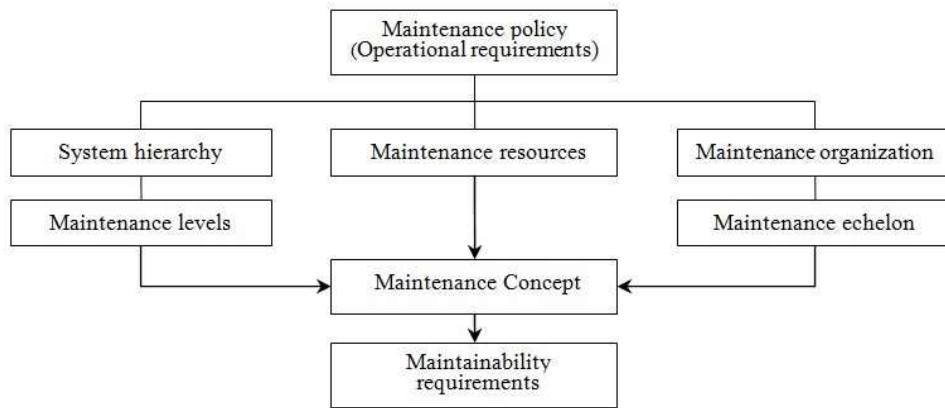 Maintenance policy
(Operational requirements)
System hierarchy
Maintenance resources
Maintenance organization
Maintenance levels
Maintenance echelon
Maintenance Concept
Maintainability
requirements